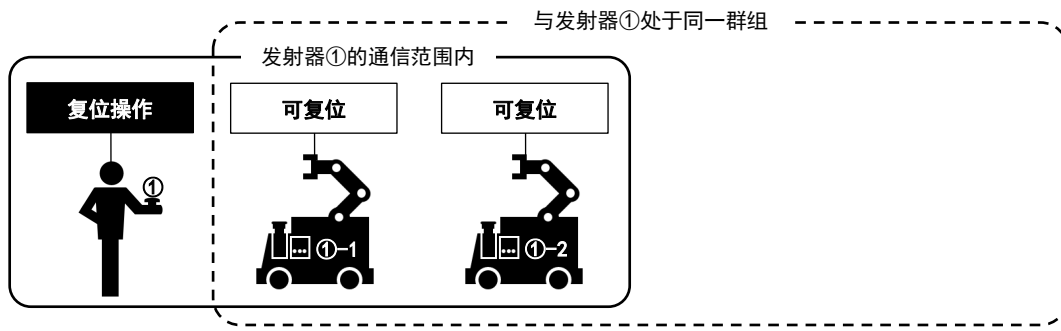 与发射器①处于同一群组
发射器①的通信范围内
复位操作
可复位
可复位
①
①-1
①-2